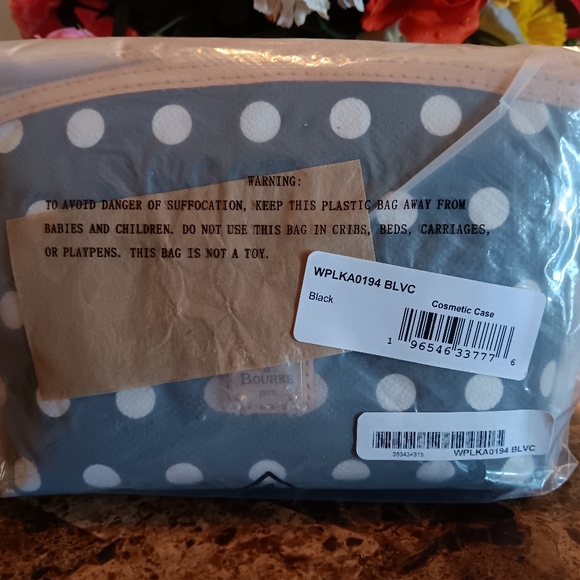 WARNING:
TO AVOID DANGER OF SUFFOCATION, KEEP THIS PLASTIC BAG AWAY FROM
BABIES AND CHILDREN. DO NOT USE THIS BAG IN CRIBS, BEDS, CARRIAGES,
OR PLAYPENS. THIS BAG IS NOT A TOY.
WPLKA0194 BLVC
Black
Cosmetic Case
1 96546 33777 6
BOURKE
1975
WPLKA0194 BLVC